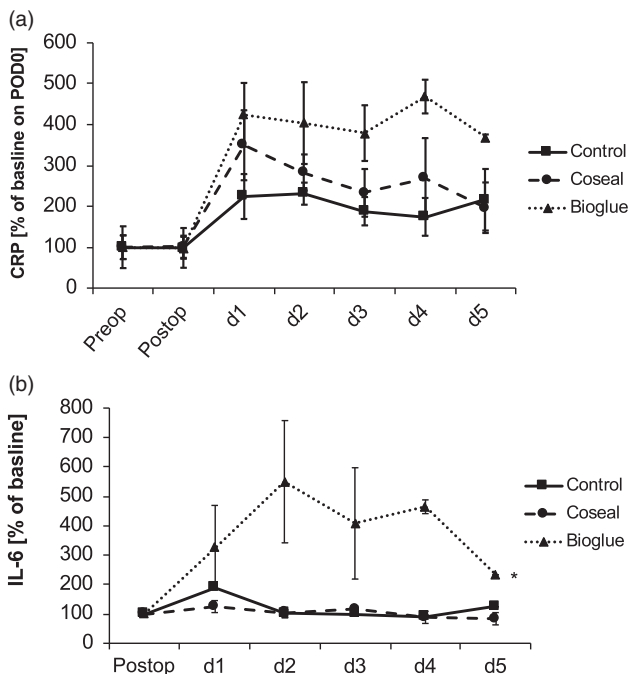 (a)
CRP [% of basline on POD0]
600
500
400
300
200
100
0
Preop
Postop
d1
d2
d3
d4
d5
Control
Coseal
Bioglue
(b)
IL-6 [% of basline]
800
700
600
500
400
300
200
100
0
Postop
d1
d2
d3
d4
d5
*
Control
Coseal
Bioglue